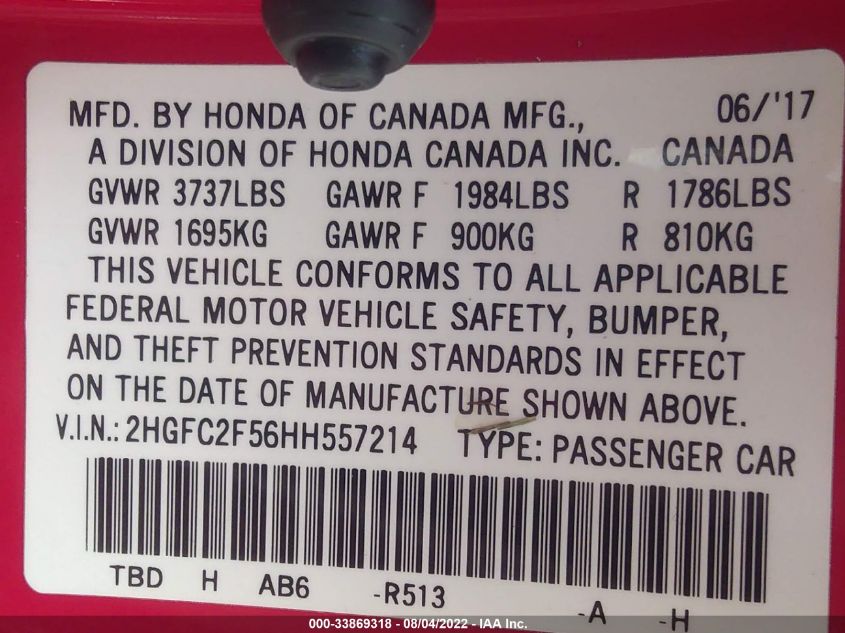 MFD. BY HONDA OF CANADA MFG., 06/'17
A DIVISION OF HONDA CANADA INC. CANADA
GVWR 3737LBS GAWR F 1984LBS R 1786LBS
GVWR 1695KG GAWR F 900KG R 810KG
THIS VEHICLE CONFORMS TO ALL APPLICABLE
FEDERAL MOTOR VEHICLE SAFETY, BUMPER,
AND THEFT PREVENTION STANDARDS IN EFFECT
ON THE DATE OF MANUFACTURE SHOWN ABOVE.
V.I.N.: 2HGFC2F56HH557214 TYPE: PASSENGER CAR
TBD H AB6 -R513 -A -H
000-33869318 - 08/04/2022 - IAA Inc.